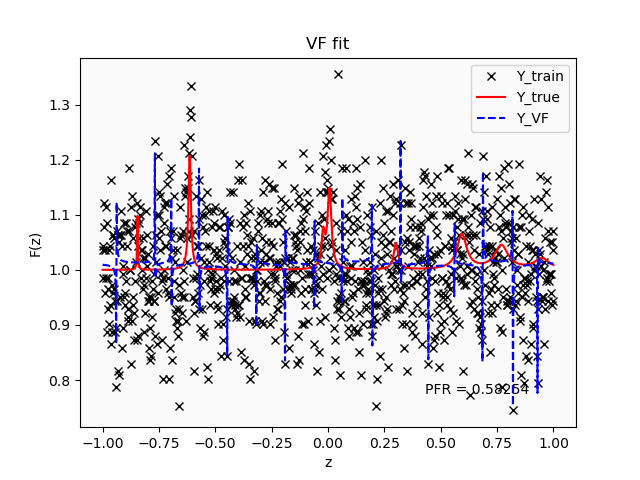 VF fit
Y_train
Y_true
Y_VF
F(z)
1.3
1.2
1.1
1.0
0.9
0.8
PFR = 0.58254
−1.00 −0.75 −0.50 −0.25 0.00 0.25 0.50 0.75 1.00
z